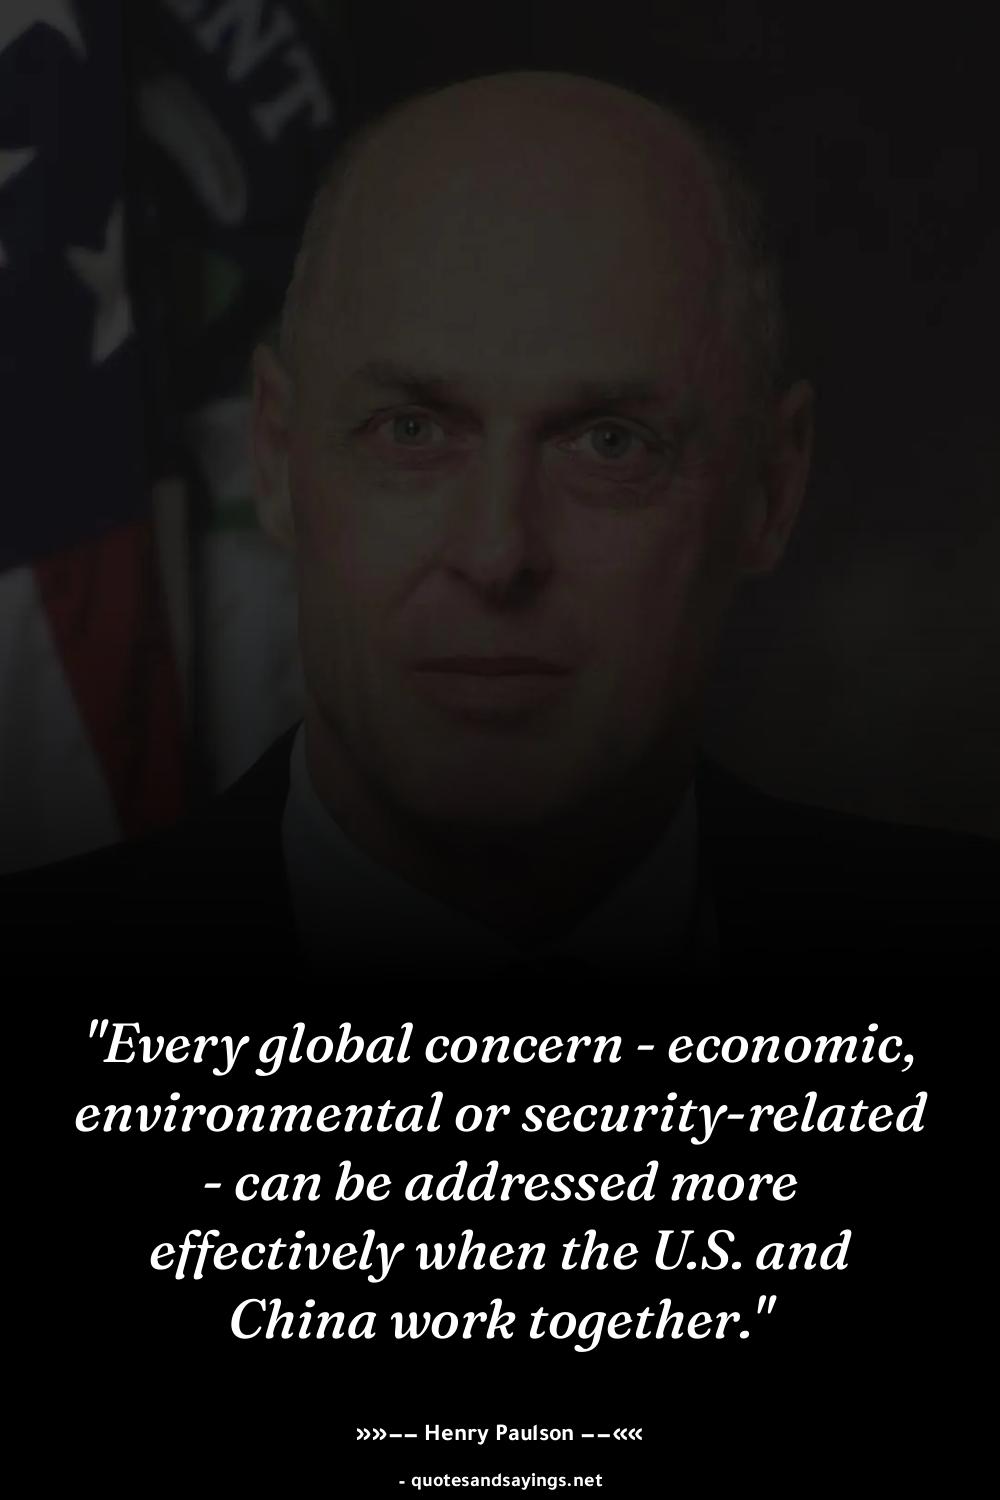 ENT
"Every global concern - economic,
environmental or security-related
- can be addressed more
effectively when the U.S. and
China work together."
»»−− Henry Paulson −−««
- quotesandsayings.net